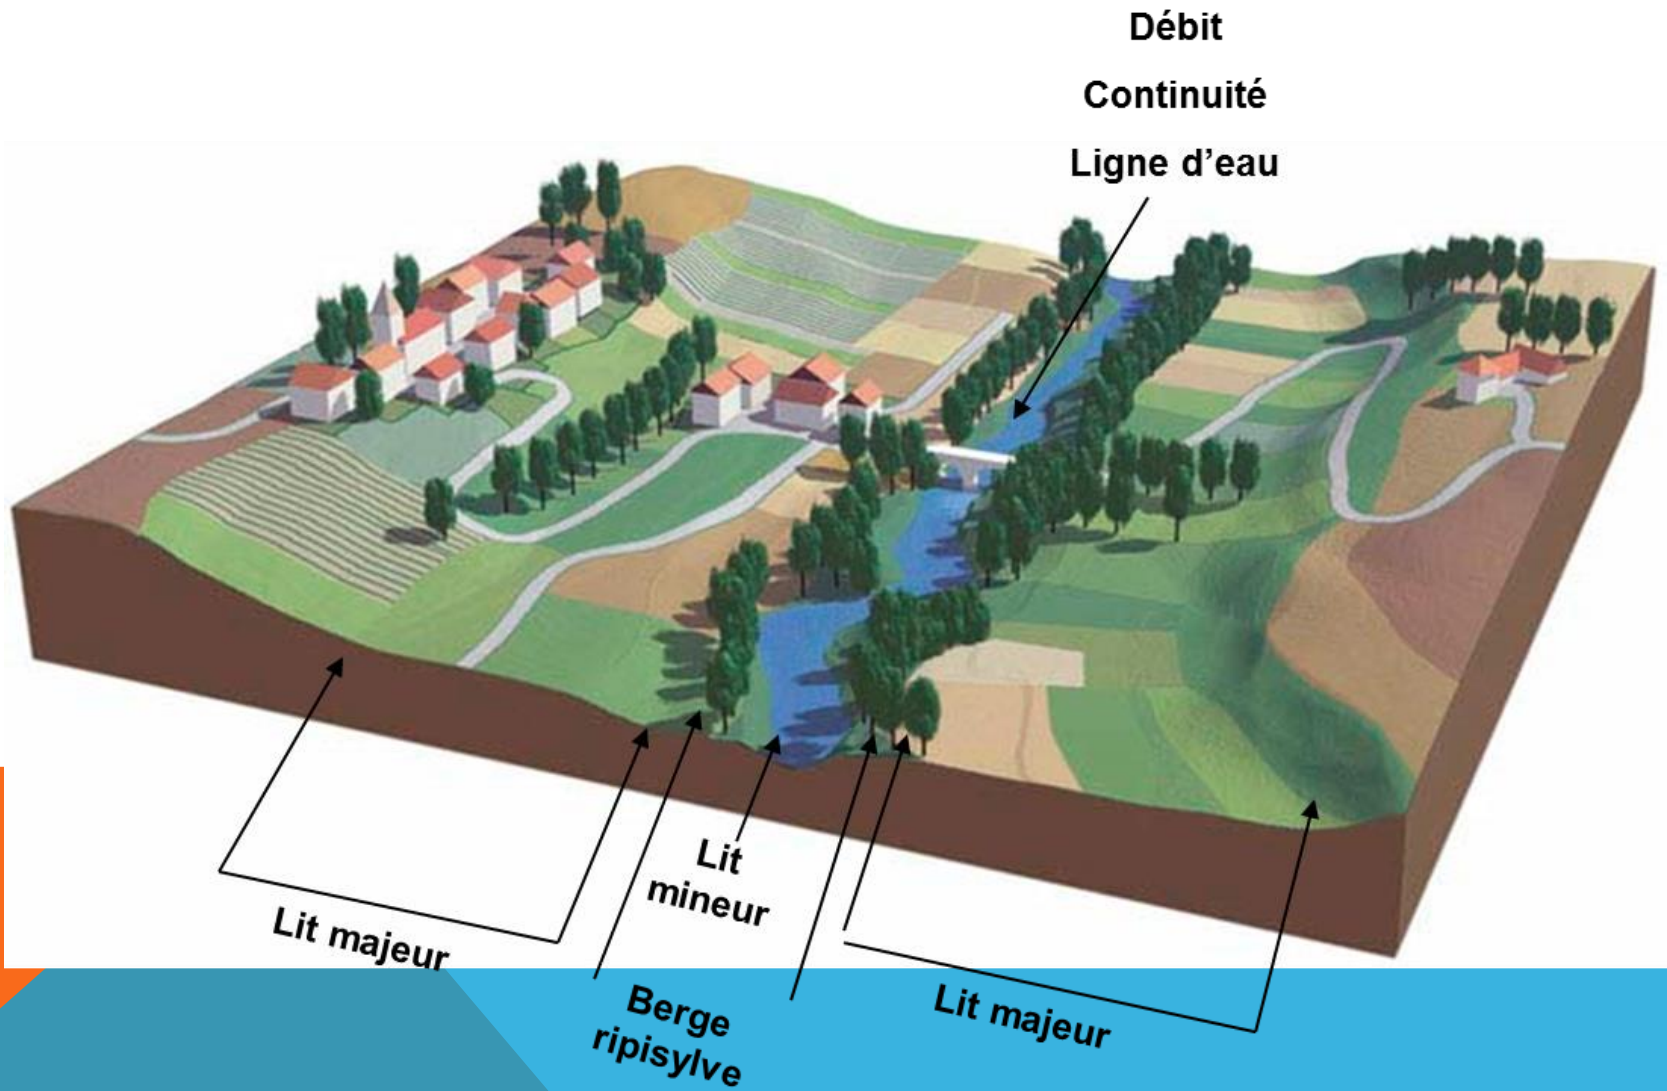 Débit
Continuité
Ligne d’eau
Lit
mineur
Lit majeur
Berge
ripisylve
Lit majeur